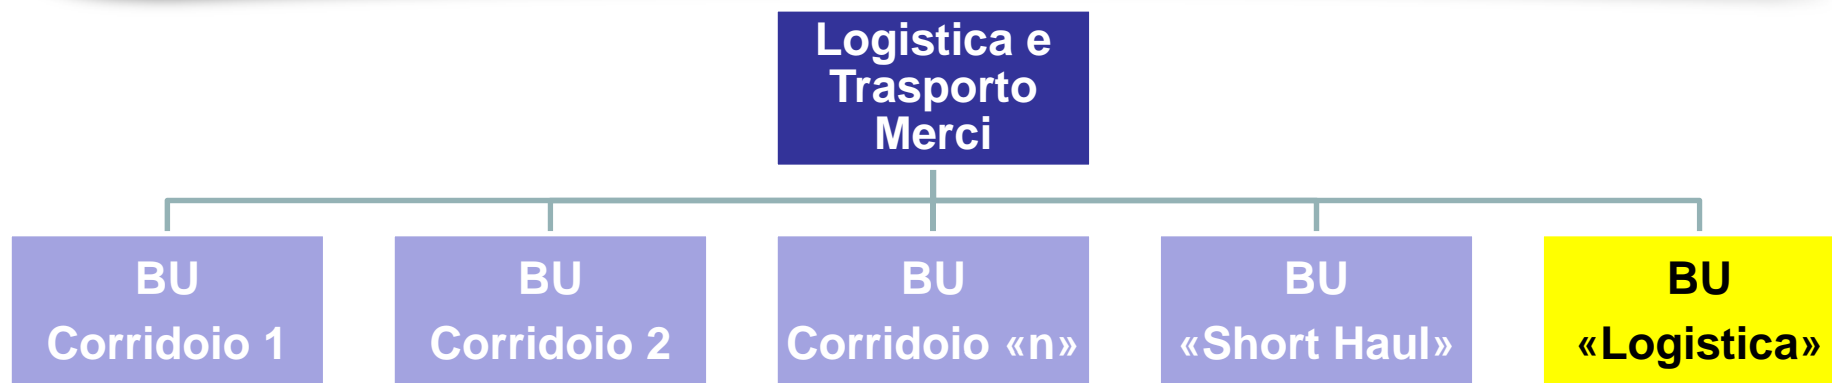 Logistica e
Trasporto
Merci
BU
Corridoio 1
BU
Corridoio 2
BU
Corridoio «n»
BU
«Short Haul»
BU
«Logistica»